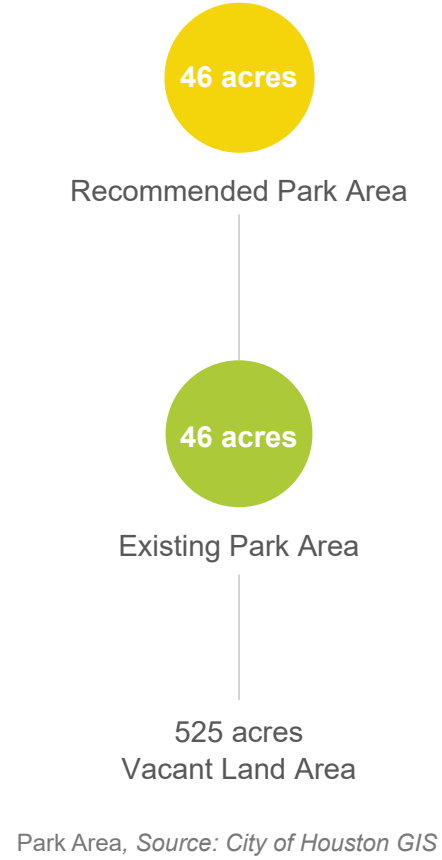 46 acres
Recommended Park Area
46 acres
Existing Park Area
525 acres
Vacant Land Area
Park Area, Source: City of Houston GIS